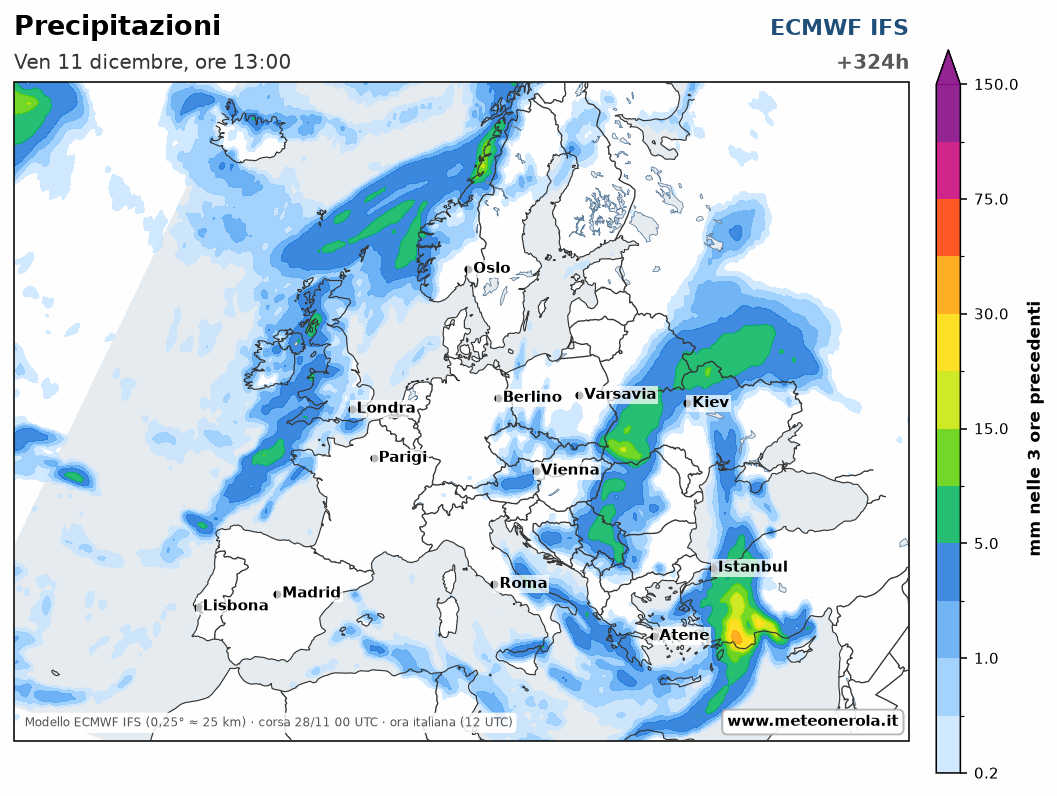 Precipitazioni
ECMWF IFS
Ven 11 dicembre, ore 13:00
+324h
150.0
75.0
30.0
15.0
5.0
1.0
0.2
mm nelle 3 ore precedenti
Oslo
Berlino
Varsavia
Kiev
Londra
Parigi
Vienna
Istanbul
Roma
Madrid
Lisbona
Atene
Modello ECMWF IFS (0,25° ≈ 25 km) · corsa 28/11 00 UTC · ora italiana (12 UTC)
www.meteonerola.it